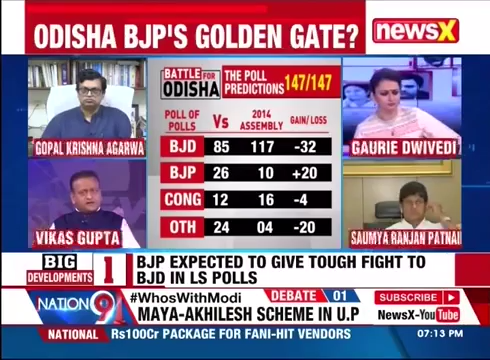 ODISHA BJP'S GOLDEN GATE?
newsX
BATTLE FOR ODISHA
THE POLL PREDICTIONS 147/147
POLL OF POLLS Vs 2014 ASSEMBLY GAIN/LOSS
BJD 85 117 -32
BJP 26 10 +20
CONG 12 16 -4
OTH 24 04 -20
GOPAL KRISHNA AGARWA
GAURIE DWIVEDI
VIKAS GUPTA
SAUMYA RANJAN PATNAI
BIG DEVELOPMENTS 1
BJP EXPECTED TO GIVE TOUGH FIGHT TO
BJD IN LS POLLS
NATION 9
#WhosWithModi
DEBATE 01
MAYA-AKHILESH SCHEME IN U.P
SUBSCRIBE
NewsX-YouTube
NATIONAL Rs100Cr PACKAGE FOR FANI-HIT VENDORS
07:13 PM